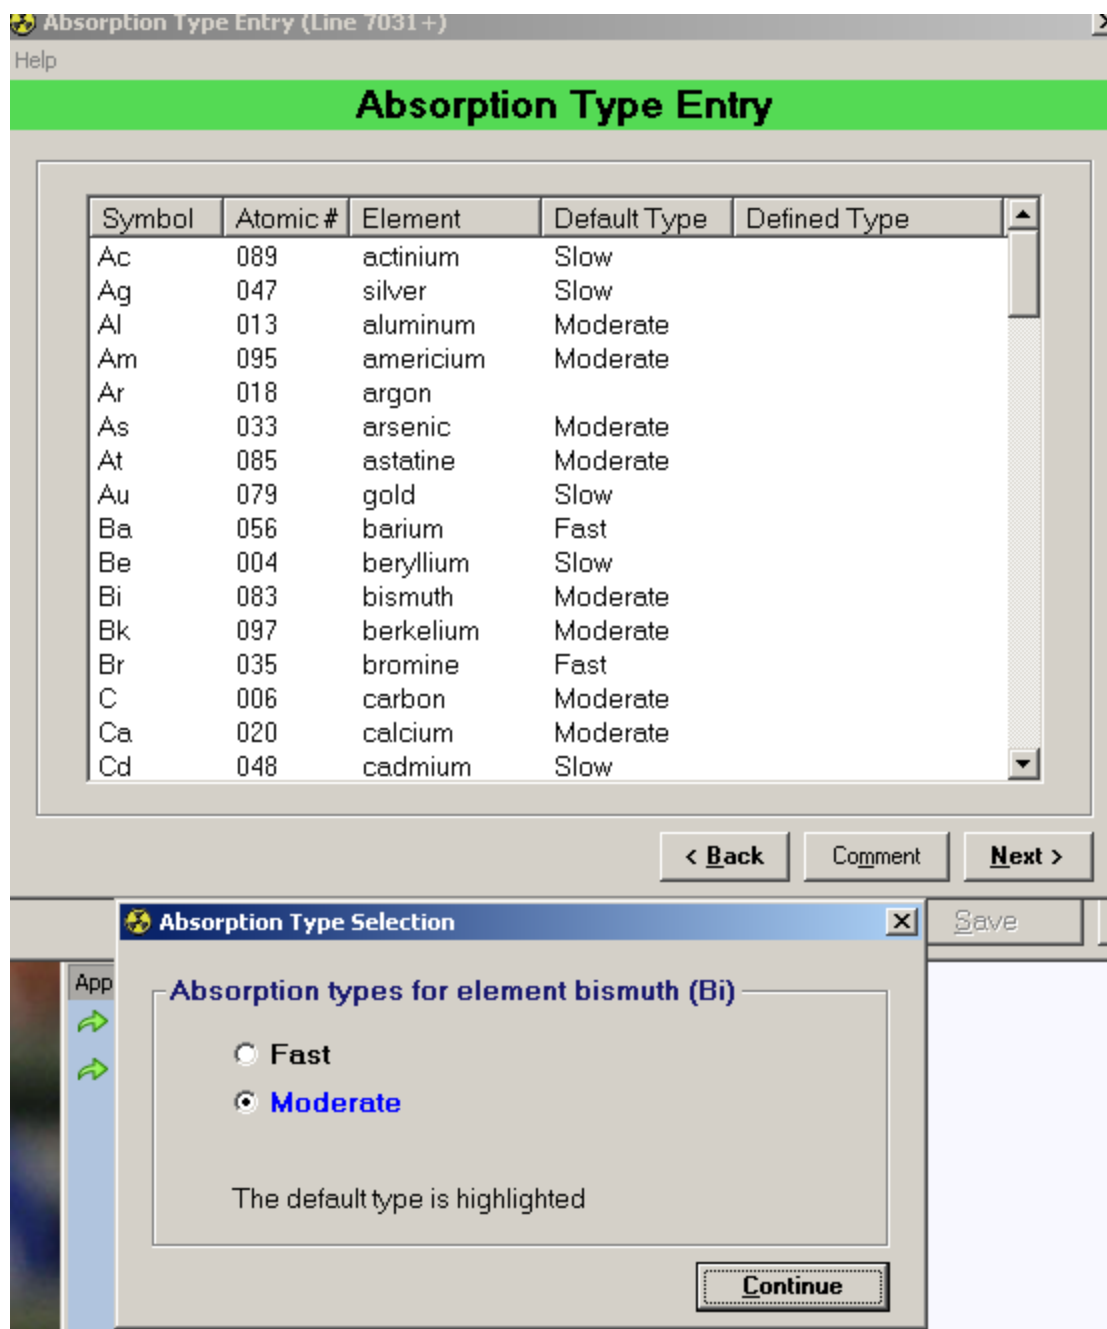 Absorption Type Entry (Line 7031+)
Help
Absorption Type Entry
Symbol Atomic # Element Default Type Defined Type
Ac 089 actinium Slow
Ag 047 silver Slow
Al 013 aluminum Moderate
Am 095 americium Moderate
Ar 018 argon
As 033 arsenic Moderate
At 085 astatine Moderate
Au 079 gold Slow
Ba 056 barium Fast
Be 004 beryllium Slow
Bi 083 bismuth Moderate
Bk 097 berkelium Moderate
Br 035 bromine Fast
C 006 carbon Moderate
Ca 020 calcium Moderate
Cd 048 cadmium Slow
< Back Comment Next >
Absorption Type Selection
Save
App
Absorption types for element bismuth (Bi)
Fast
Moderate
The default type is highlighted
Continue